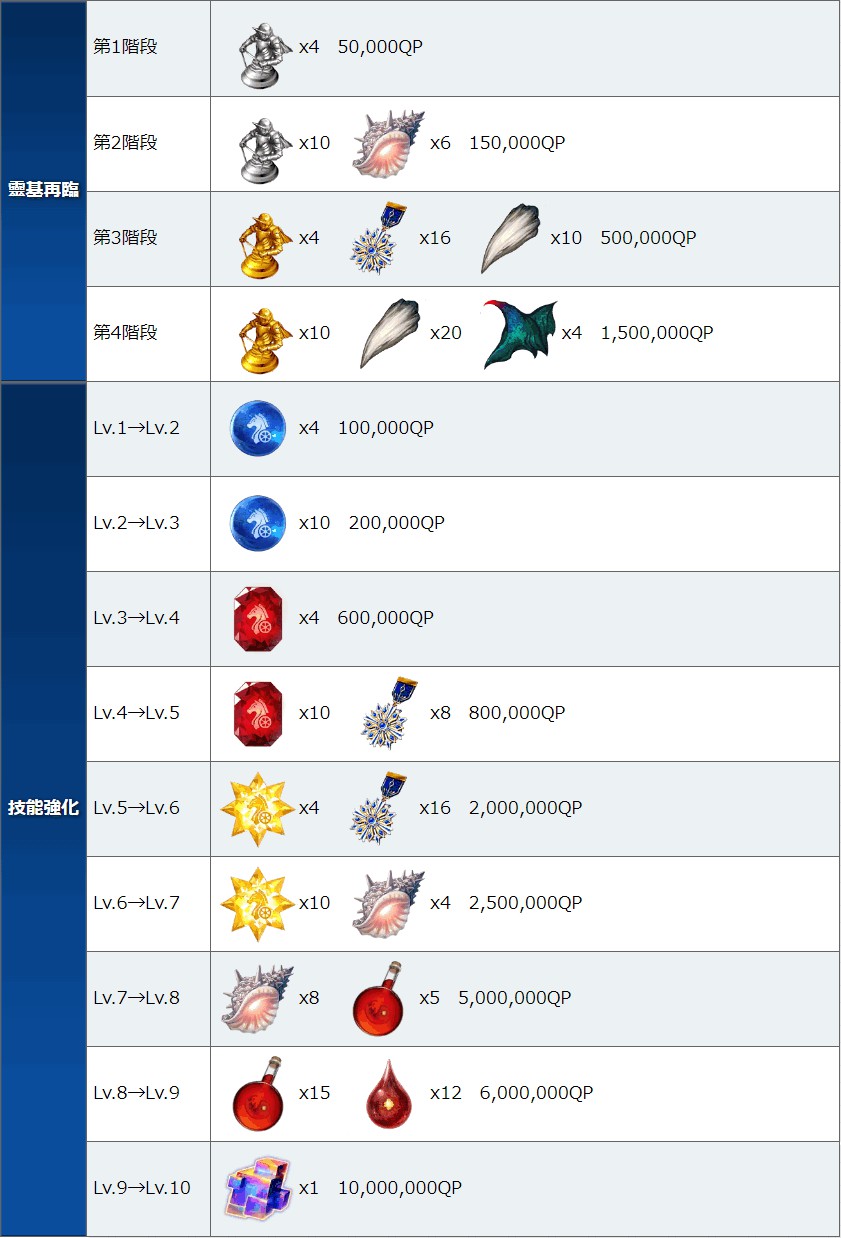 靈基再臨
第1階段 x4 50,000QP
第2階段 x10 x6 150,000QP
第3階段 x4 x16 x10 500,000QP
第4階段 x10 x20 x4 1,500,000QP
技能強化
Lv.1→Lv.2 x4 100,000QP
Lv.2→Lv.3 x10 200,000QP
Lv.3→Lv.4 x4 600,000QP
Lv.4→Lv.5 x10 x8 800,000QP
Lv.5→Lv.6 x4 x16 2,000,000QP
Lv.6→Lv.7 x10 x4 2,500,000QP
Lv.7→Lv.8 x8 x5 5,000,000QP
Lv.8→Lv.9 x15 x12 6,000,000QP
Lv.9→Lv.10 x1 10,000,000QP